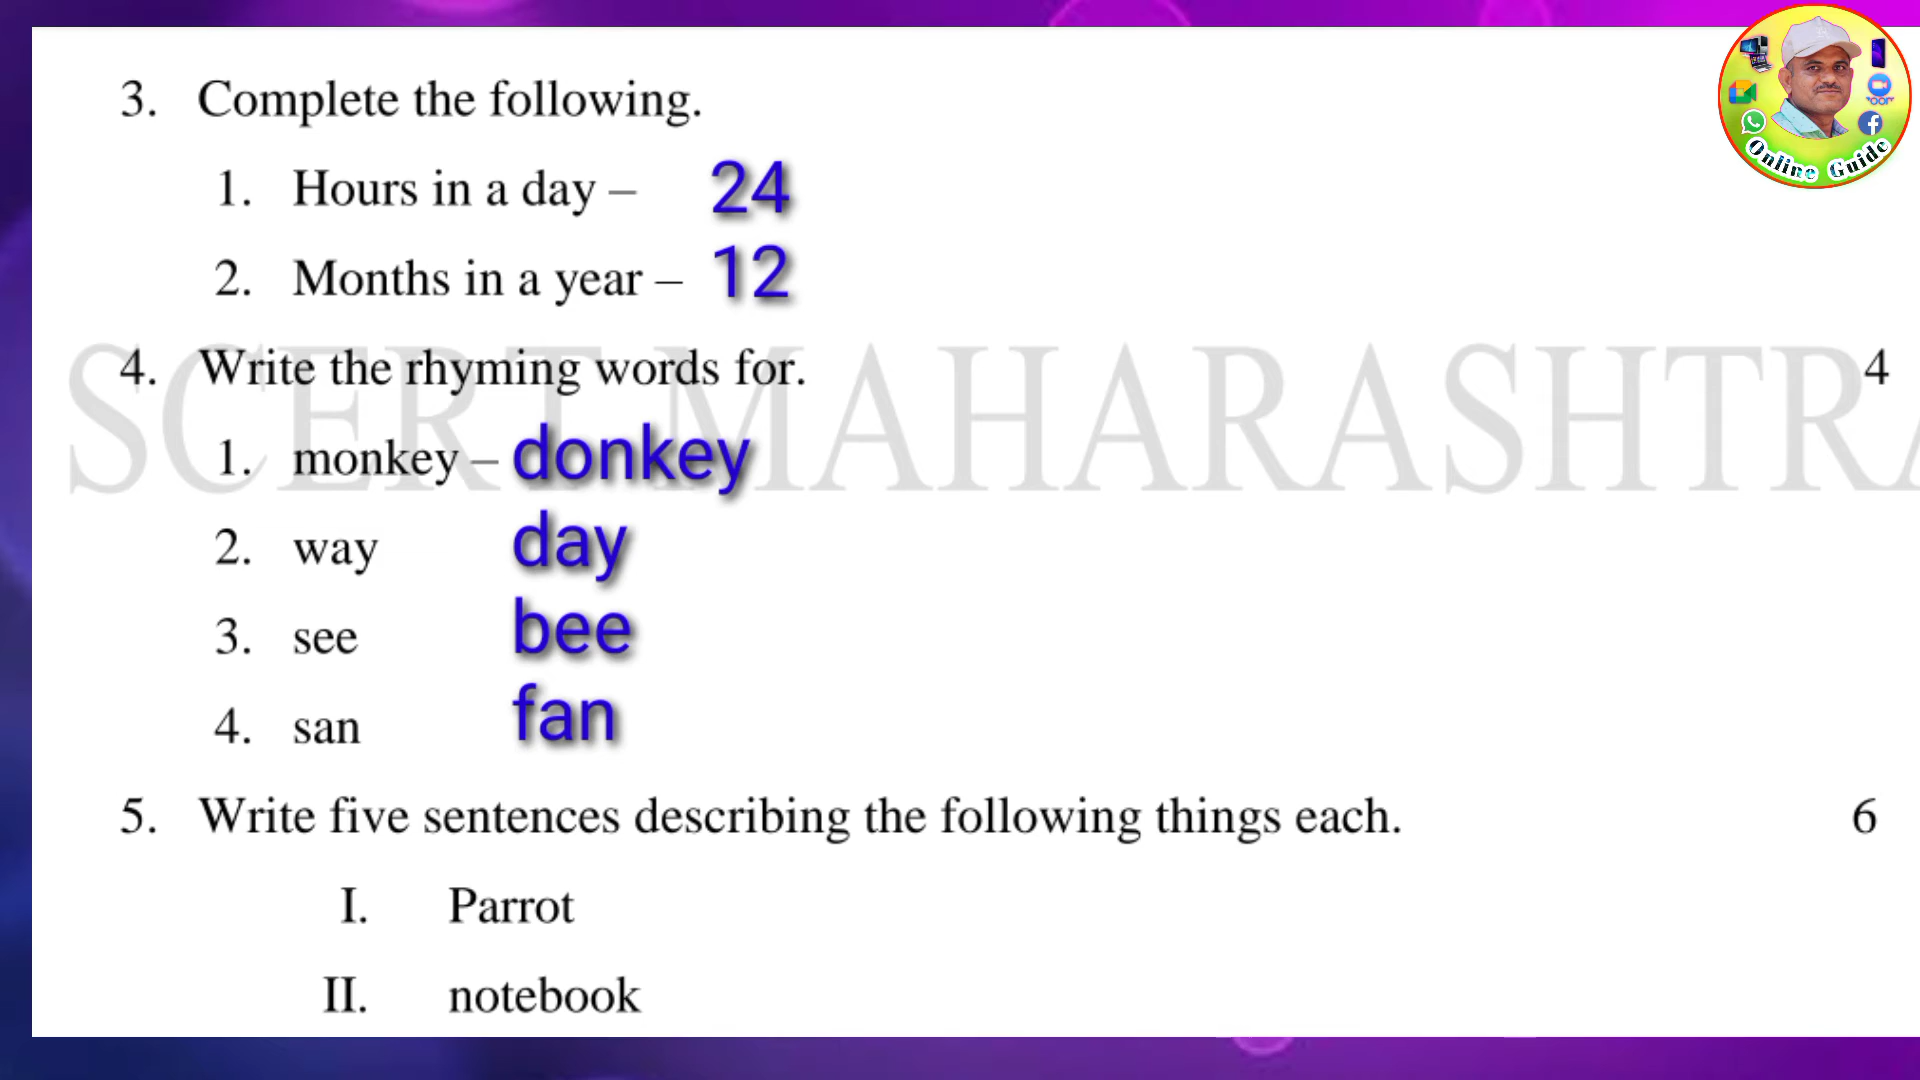 3. Complete the following.
1. Hours in a day – 24
2. Months in a year – 12
SCERT MAHARASHTRA
4. Write the rhyming words for. 4
1. monkey – donkey
2. way day
3. see bee
4. san fan
5. Write five sentences describing the following things each. 6
I. Parrot
II. notebook
Online Guide
zoom